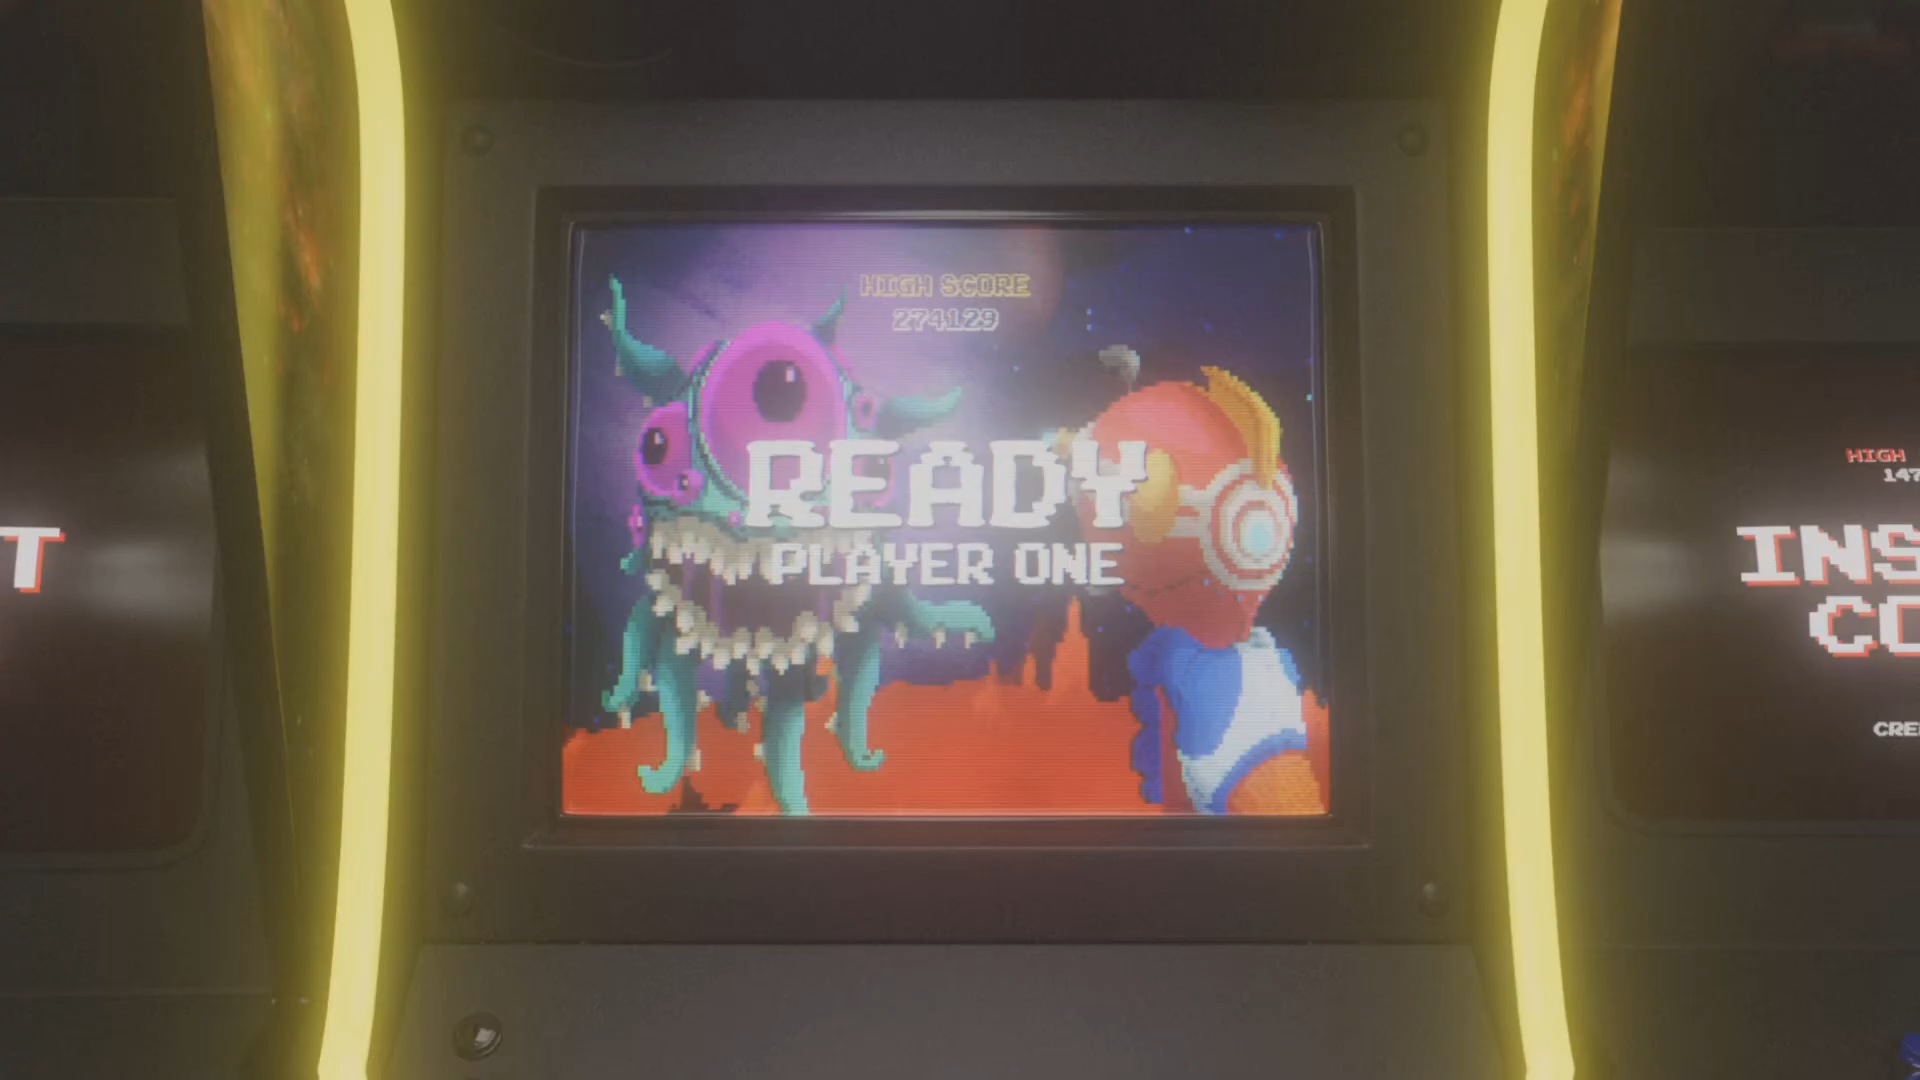 HIGH SCORE
274129
READY
PLAYER ONE
T
HIGH
147
INS
CO
CRE